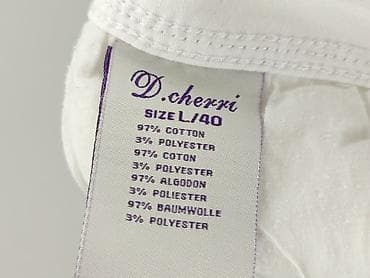 D.cherri
SIZE L/40
97% COTTON
3% POLYESTER
97% COTON
3% POLYESTER
97% ALGODON
3% POLIESTER
97% BAUMWOLLE
3% POLYESTER